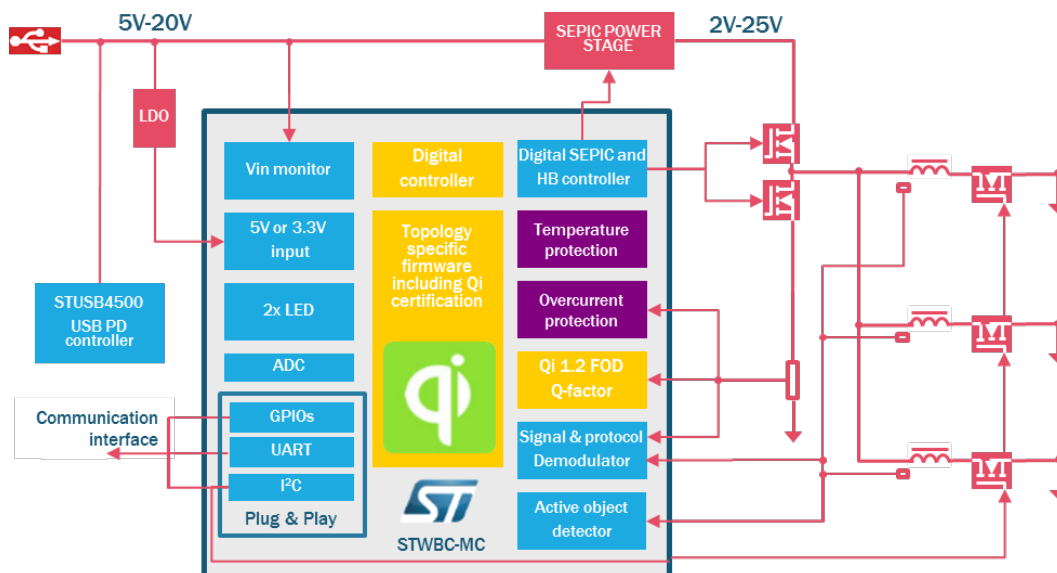 5V-20V
SEPIC POWER
STAGE
2V-25V
LDO
Vin monitor
Digital
controller
Digital SEPIC and
HB controller
5V or 3.3V
input
Topology
specific
firmware
including Qi
certification
Temperature
protection
STUSB4500
USB PD
controller
2x LED
Overcurrent
protection
ADC
qi
Qi 1.2 FOD
Q-factor
Communication
interface
GPIOs
UART
I²C
Plug & Play
Signal & protocol
Demodulator
ST
STWBC-MC
Active object
detector